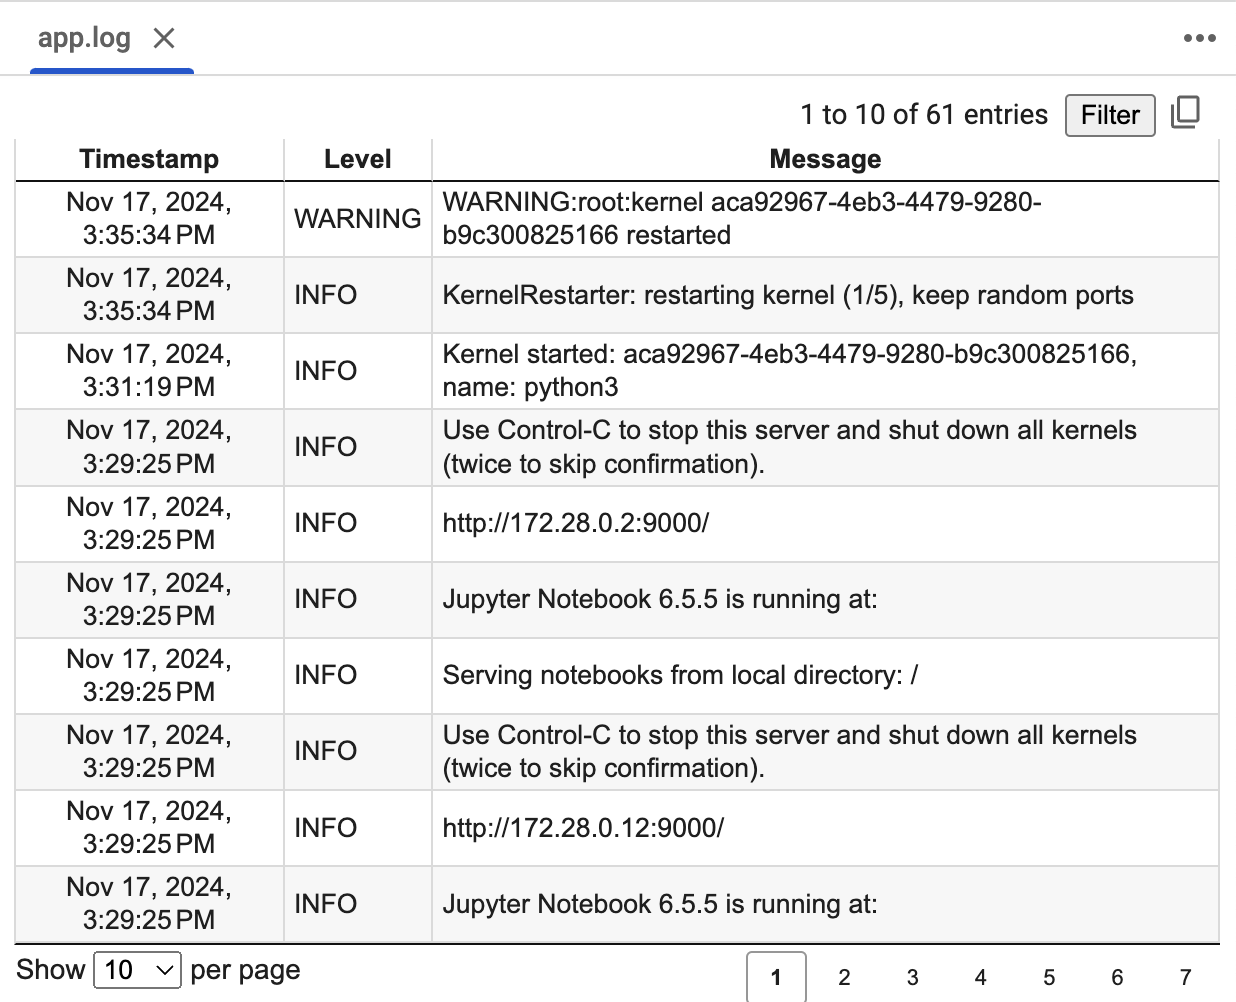 app.log
1 to 10 of 61 entries Filter
Timestamp Level Message
Nov 17, 2024,
3:35:34 PM
WARNING
WARNING:root:kernel aca92967-4eb3-4479-9280-
b9c300825166 restarted
Nov 17, 2024,
3:35:34 PM
INFO
KernelRestarter: restarting kernel (1/5), keep random ports
Nov 17, 2024,
3:31:19 PM
INFO
Kernel started: aca92967-4eb3-4479-9280-b9c300825166,
name: python3
Nov 17, 2024,
3:29:25 PM
INFO
Use Control-C to stop this server and shut down all kernels
(twice to skip confirmation).
Nov 17, 2024,
3:29:25 PM
INFO
http://172.28.0.2:9000/
Nov 17, 2024,
3:29:25 PM
INFO
Jupyter Notebook 6.5.5 is running at:
Nov 17, 2024,
3:29:25 PM
INFO
Serving notebooks from local directory: /
Nov 17, 2024,
3:29:25 PM
INFO
Use Control-C to stop this server and shut down all kernels
(twice to skip confirmation).
Nov 17, 2024,
3:29:25 PM
INFO
http://172.28.0.12:9000/
Nov 17, 2024,
3:29:25 PM
INFO
Jupyter Notebook 6.5.5 is running at:
Show 10 per page 1 2 3 4 5 6 7